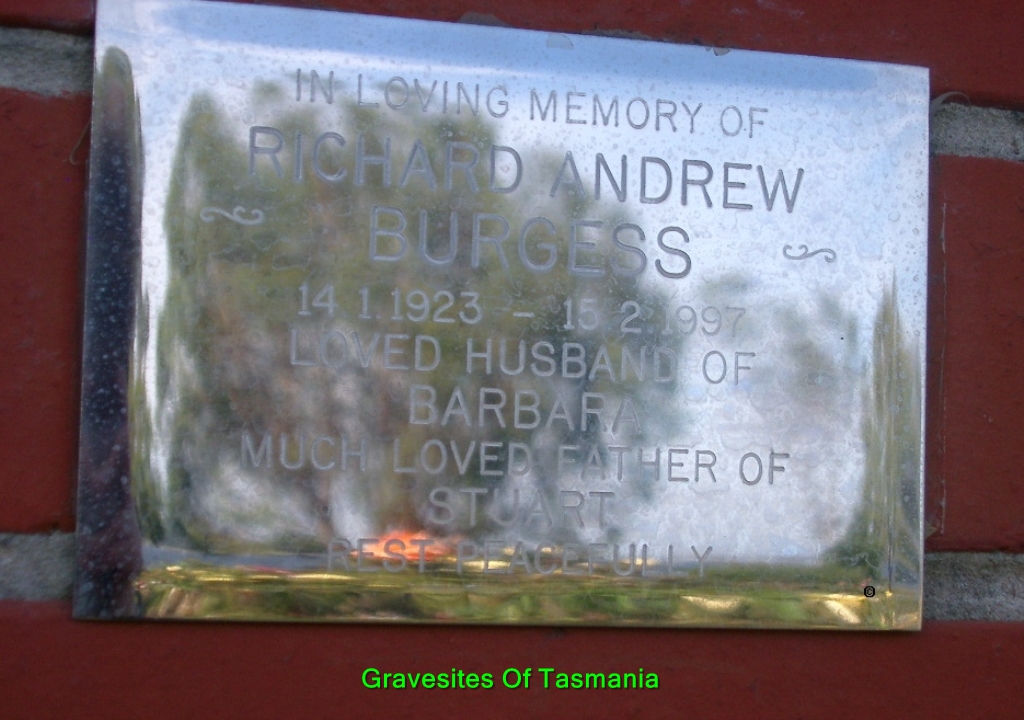 IN LOVING MEMORY OF
RICHARD ANDREW
BURGESS
14.1.1923 – 15.2.1997
LOVED HUSBAND OF
BARBARA
MUCH LOVED FATHER OF
STUART
REST PEACEFULLY
©
Gravesites Of Tasmania